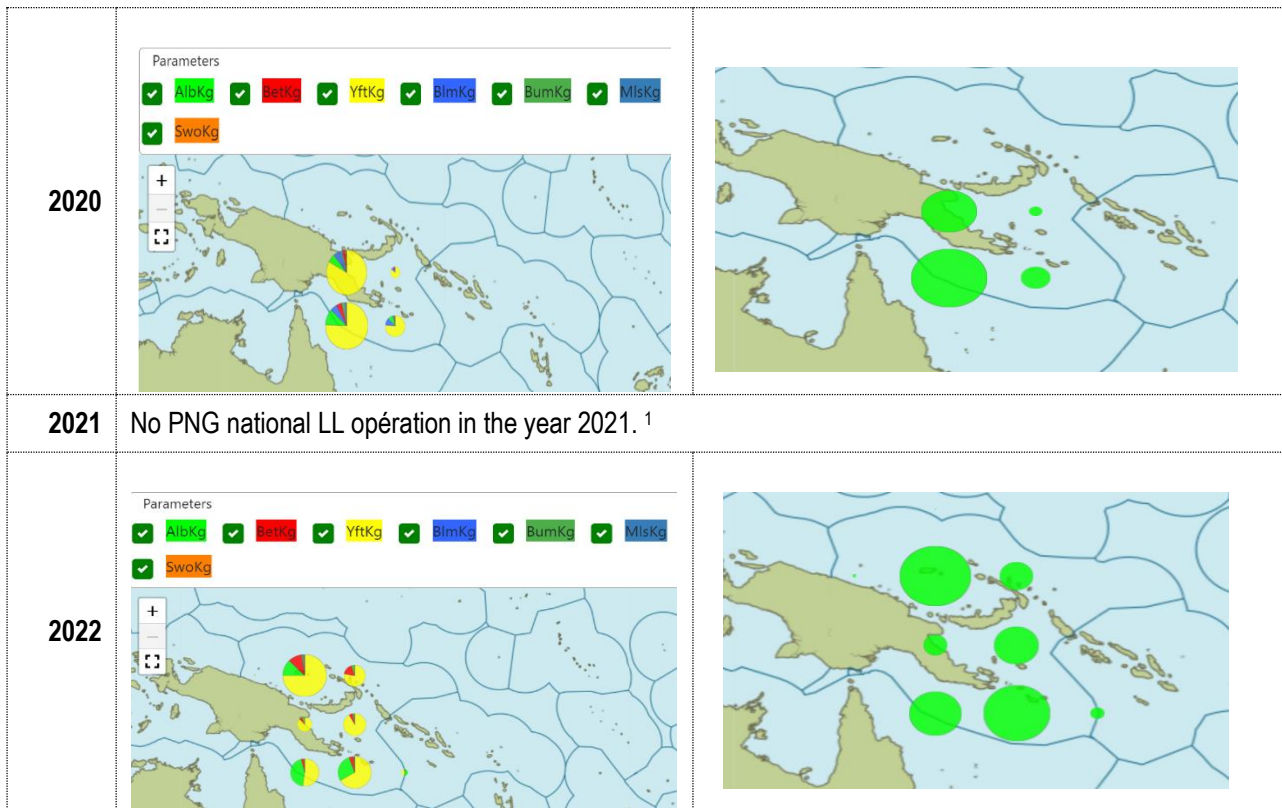 Parameters
AlbKg BetKg YftKg BlmKg BumKg MlsKg
SwoKg
+
−
2020
2021 No PNG national LL opération in the year 2021. 1
Parameters
AlbKg BetKg YftKg BlmKg BumKg MlsKg
SwoKg
+
−
2022